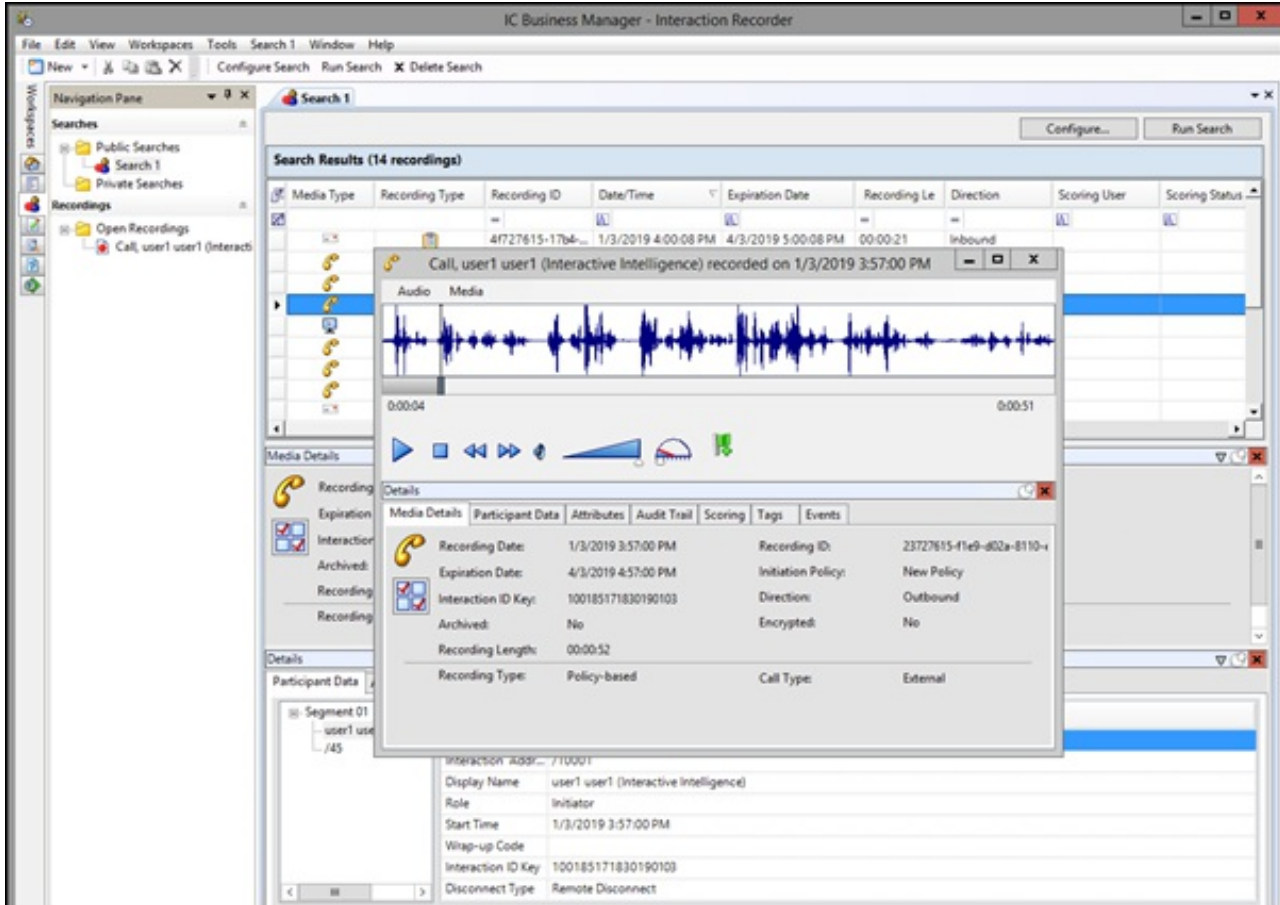 IC Business Manager - Interaction Recorder
File Edit View Workspaces Tools Search 1 Window Help
New Configure Search Run Search Delete Search
Workspaces
Navigation Pane
Searches
Public Searches
Search 1
Private Searches
Recordings
Open Recordings
Call, user1 user1 (Interacti
Search 1
Configure... Run Search
Search Results (14 recordings)
Media Type Recording Type Recording ID Date/Time Expiration Date Recording Le Direction Scoring User Scoring Status
4f727615-17b4-... 1/3/2019 4:00:08 PM 4/3/2019 5:00:08 PM 00:00:21 Inbound
Call, user1 user1 (Interactive Intelligence) recorded on 1/3/2019 3:57:00 PM
Audio Media
0:00:04 0:00:51
Details
Media Details Participant Data Attributes Audit Trail Scoring Tags Events
Recording Date: 1/3/2019 3:57:00 PM Recording ID: 23727615-f1e9-d02a-8110-
Expiration Date: 4/3/2019 4:57:00 PM Initiation Policy: New Policy
Interaction ID Key: 100185171830190103 Direction: Outbound
Archived: No Encrypted: No
Recording Length: 00:00:52
Recording Type: Policy-based Call Type: External
Media Details
Recording
Expiration
Interaction
Archived:
Recording
Recording
Details
Participant Data
Segment 01
user1 use
/45
Interaction Addr... /10001
Display Name user1 user1 (Interactive Intelligence)
Role Initiator
Start Time 1/3/2019 3:57:00 PM
Wrap-up Code
Interaction ID Key 100185171830190103
Disconnect Type Remote Disconnect